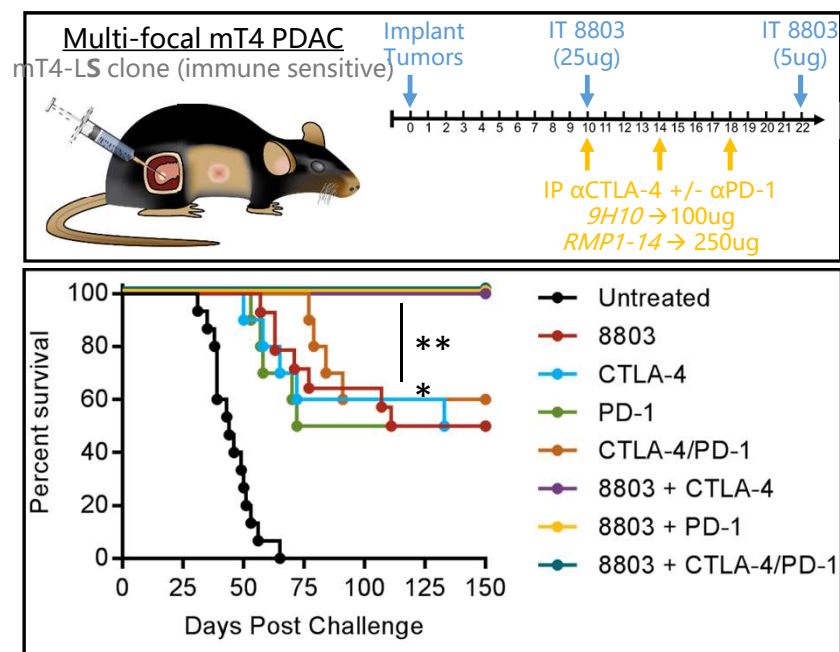 Multi-focal mT4 PDAC
mT4-LS clone (immune sensitive)
Implant
Tumors
IT 8803
(25ug)
IT 8803
(5ug)
0 1 2 3 4 5 6 7 8 9 10 11 12 13 14 15 16 17 18 19 20 21 22
IP αCTLA-4 +/- αPD-1
9H10 →100ug
RMP1-14 → 250ug
Percent survival
100
80
60
40
20
0
0 25 50 75 100 125 150
Days Post Challenge
**
*
Untreated
8803
CTLA-4
PD-1
CTLA-4/PD-1
8803 + CTLA-4
8803 + PD-1
8803 + CTLA-4/PD-1